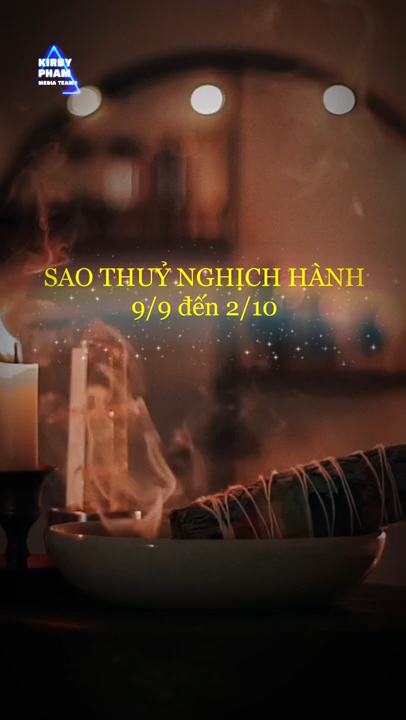 KIRBY
PHAM
MEDIA TEAM
SAO THUỶ NGHỊCH HÀNH
9/9 đến 2/10